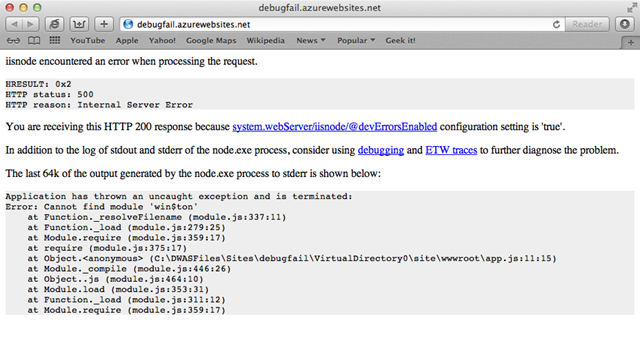 debugfail.azurewebsites.net
debugfail.azurewebsites.net
Reader
YouTube Apple Yahoo! Google Maps Wikipedia News Popular Geek it!
iisnode encountered an error when processing the request.
HRESULT: 0x2
HTTP status: 500
HTTP reason: Internal Server Error
You are receiving this HTTP 200 response because system.webServer/iisnode/@devErrorsEnabled configuration setting is 'true'.
In addition to the log of stdout and stderr of the node.exe process, consider using debugging and ETW traces to further diagnose the problem.
The last 64k of the output generated by the node.exe process to stderr is shown below:
Application has thrown an uncaught exception and is terminated:
Error: Cannot find module 'win$ton'
at Function._resolveFilename (module.js:337:11)
at Function._load (module.js:279:25)
at Module.require (module.js:359:17)
at require (module.js:375:17)
at Object.<anonymous> (C:\DWASFiles\Sites\debugfail\VirtualDirectory0\site\wwwroot\app.js:11:15)
at Module._compile (module.js:446:26)
at Object..js (module.js:464:10)
at Module.load (module.js:353:31)
at Function._load (module.js:311:12)
at Module.require (module.js:359:17)